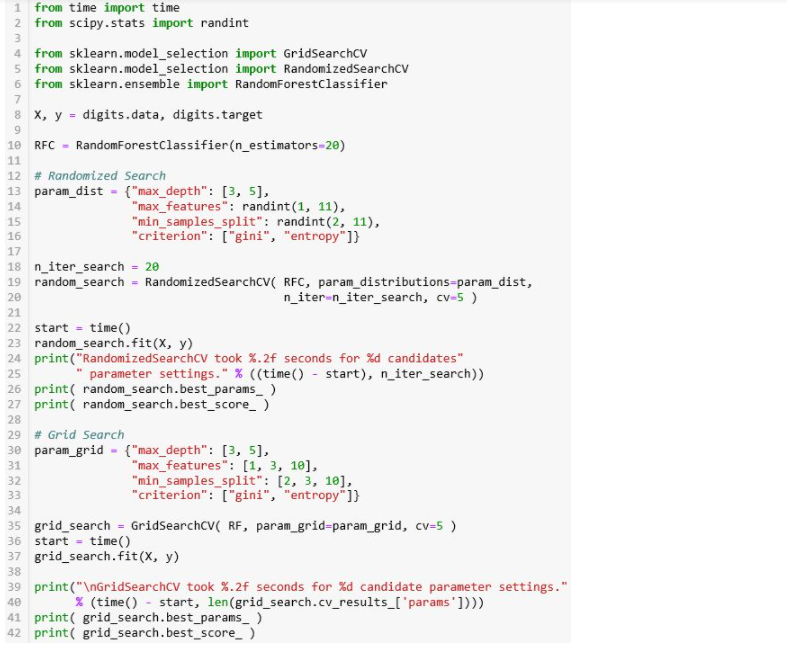 1 from time import time
2 from scipy.stats import randint
3
4 from sklearn.model_selection import GridSearchCV
5 from sklearn.model_selection import RandomizedSearchCV
6 from sklearn.ensemble import RandomForestClassifier
7
8 X, y = digits.data, digits.target
9
10 RFC = RandomForestClassifier(n_estimators=20)
11
12 # Randomized Search
13 param_dist = {"max_depth": [3, 5],
14              "max_features": randint(1, 11),
15              "min_samples_split": randint(2, 11),
16              "criterion": ["gini", "entropy"]}
17
18 n_iter_search = 20
19 random_search = RandomizedSearchCV( RFC, param_distributions=param_dist,
20                                     n_iter=n_iter_search, cv=5 )
21
22 start = time()
23 random_search.fit(X, y)
24 print("RandomizedSearchCV took %.2f seconds for %d candidates"
25       " parameter settings." % ((time() - start), n_iter_search))
26 print( random_search.best_params_ )
27 print( random_search.best_score_ )
28
29 # Grid Search
30 param_grid = {"max_depth": [3, 5],
31              "max_features": [1, 3, 10],
32              "min_samples_split": [2, 3, 10],
33              "criterion": ["gini", "entropy"]}
34
35 grid_search = GridSearchCV( RF, param_grid=param_grid, cv=5 )
36 start = time()
37 grid_search.fit(X, y)
38
39 print("\nGridSearchCV took %.2f seconds for %d candidate parameter settings."
40       % (time() - start, len(grid_search.cv_results_['params'])))
41 print( grid_search.best_params_ )
42 print( grid_search.best_score_ )